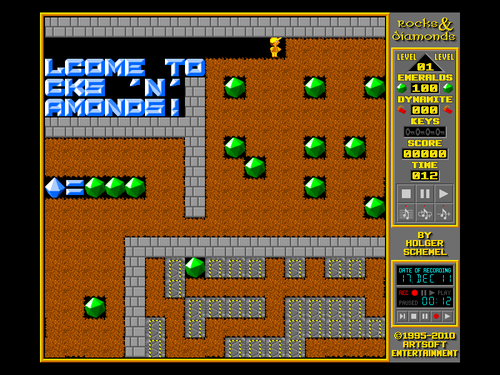 LCOME TO
CKS 'N'
AMONDS!
=
Rocks&
Diamonds
LEVEL LEVEL
01
EMERALDS
100
DYNAMITE
000
KEYS
SCORE
00000
TIME
012
BY
HOLGER
SCHEMEL
DATE OF RECORDING
17 DEC 11
REC PLAY
PAUSED 00:12
©1995-2010
ARTSOFT
ENTERTAINMENT